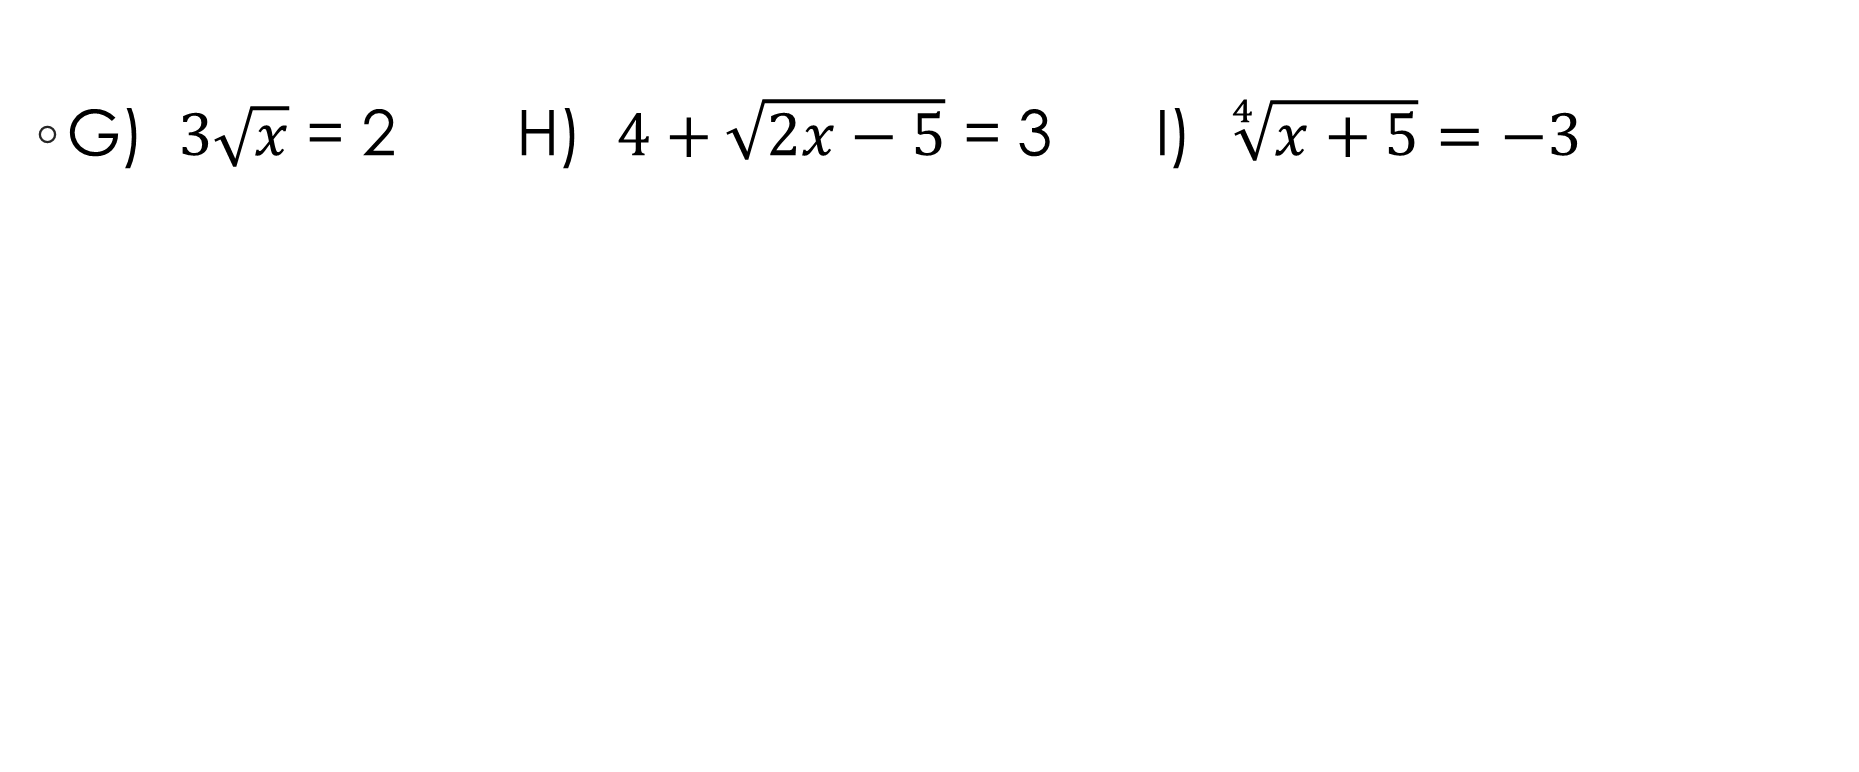 ◦G) 3√x = 2 H) 4 + √(2x − 5) = 3 I) ∜(x + 5) = −3